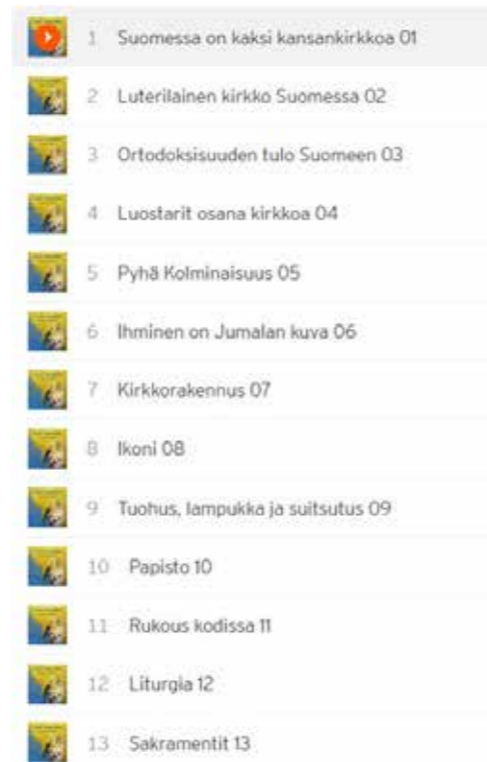 1 Suomessa on kaksi kansankirkkoa 01
2 Luterilainen kirkko Suomessa 02
3 Ortodoksisuuden tulo Suomeen 03
4 Luostarit osana kirkkoa 04
5 Pyhä Kolminaisuus 05
6 Ihminen on Jumalan kuva 06
7 Kirkkorakennus 07
8 Ikoni 08
9 Tuohus, lampukka ja suitsutus 09
10 Papisto 10
11 Rukous kodissa 11
12 Liturgia 12
13 Sakramentit 13